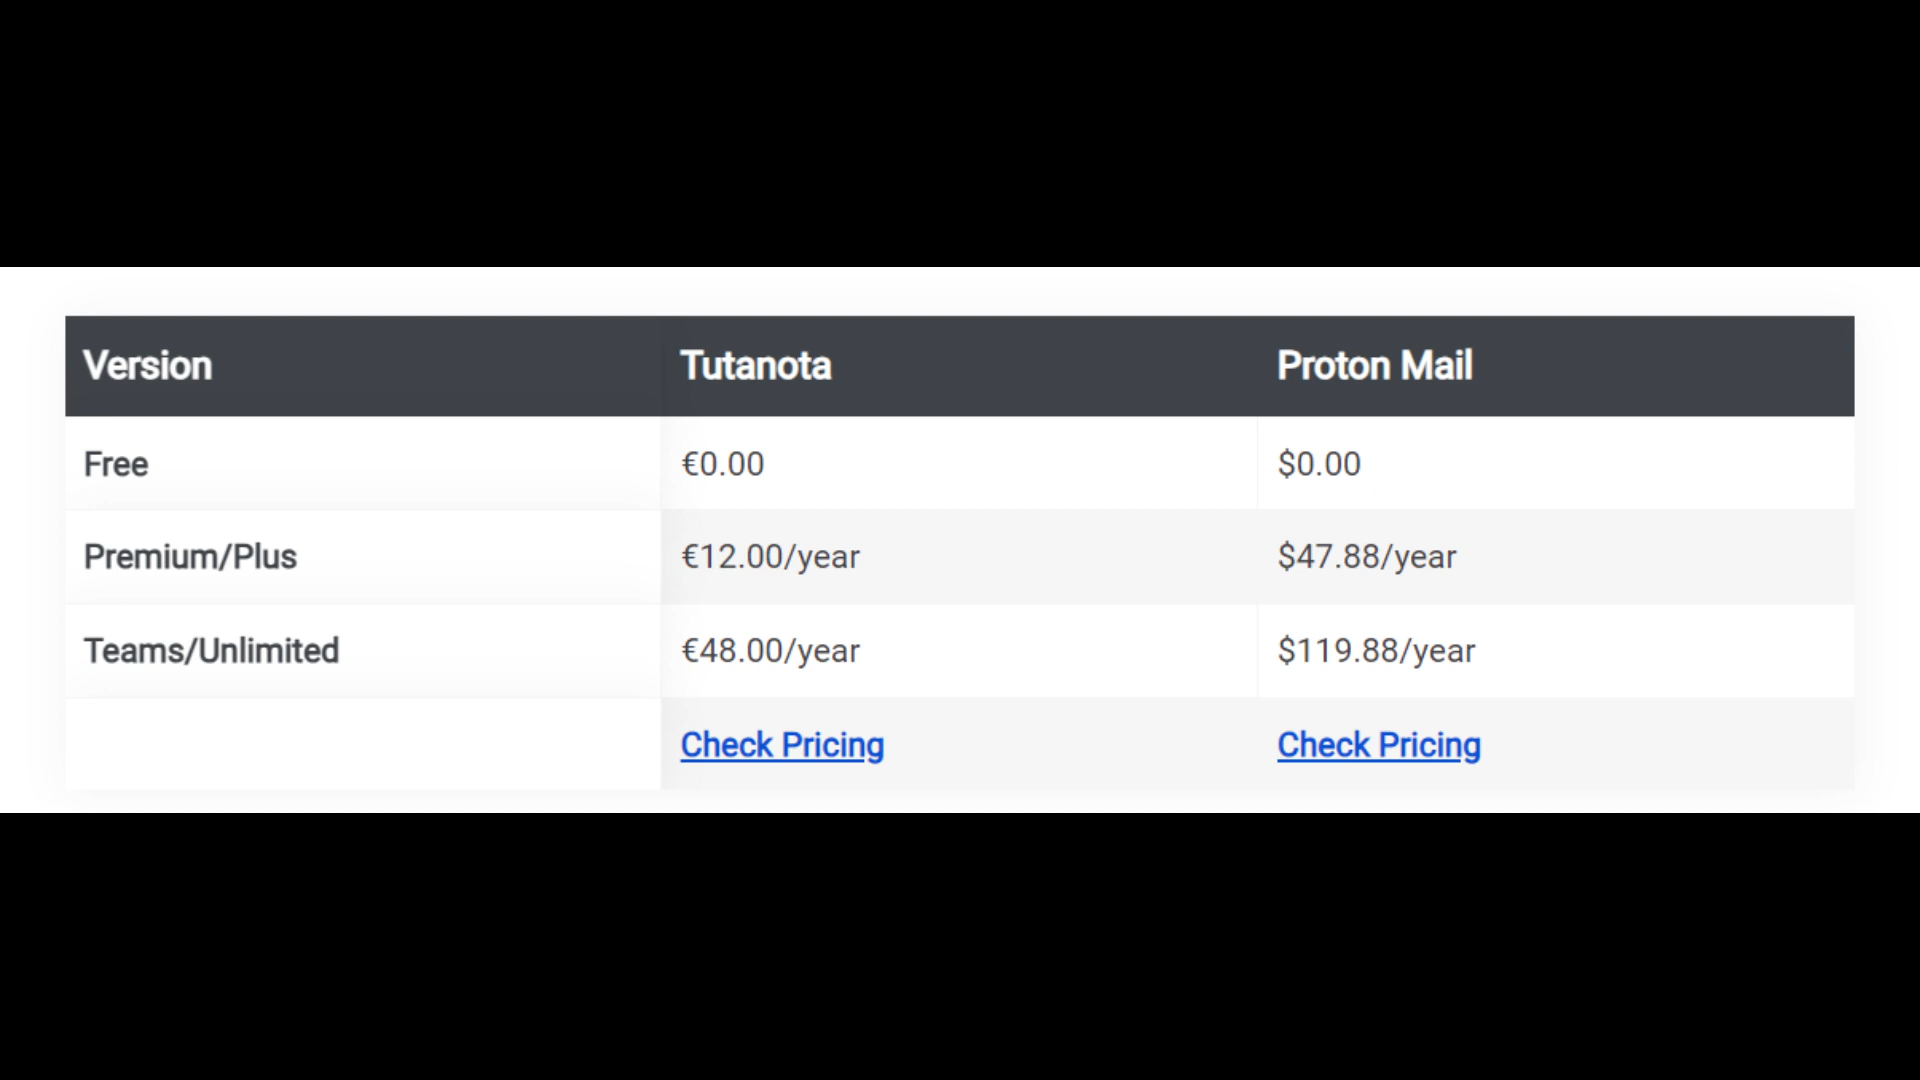 Version Tutanota Proton Mail
Free €0.00 $0.00
Premium/Plus €12.00/year $47.88/year
Teams/Unlimited €48.00/year $119.88/year
Check Pricing Check Pricing